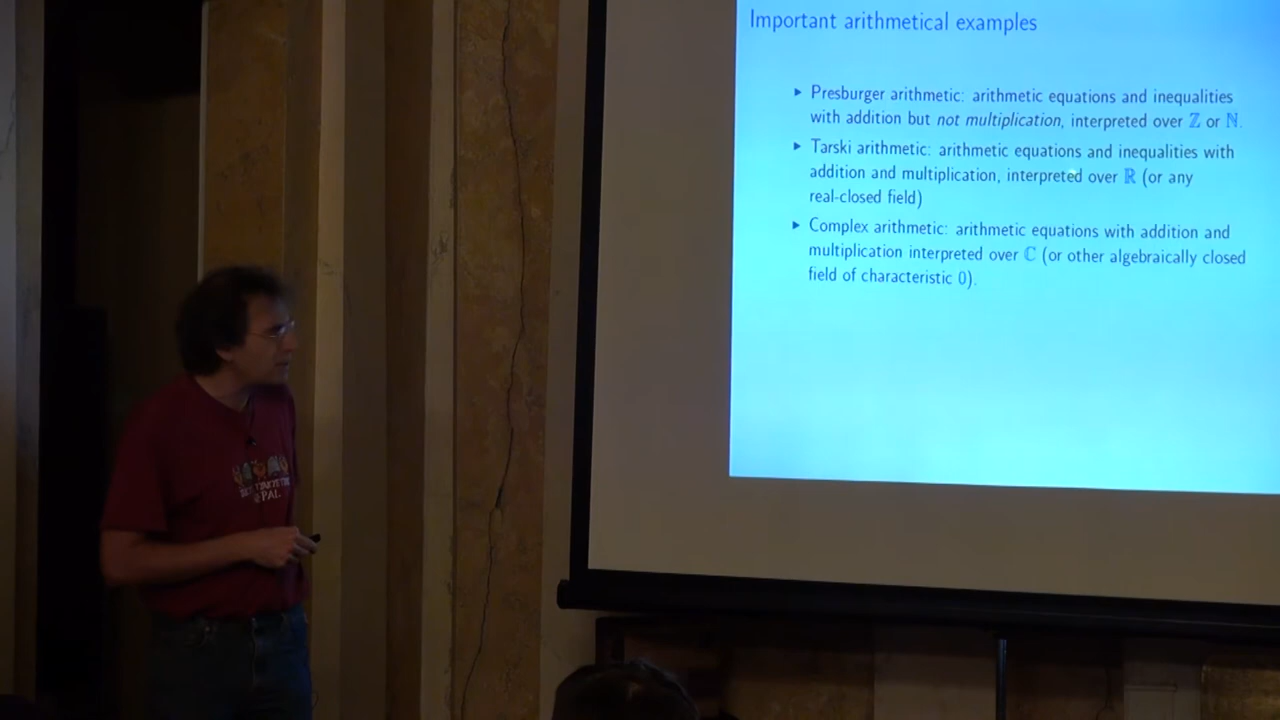 Important arithmetical examples
▶ Presburger arithmetic: arithmetic equations and inequalities
with addition but not multiplication, interpreted over ℤ or ℕ.
▶ Tarski arithmetic: arithmetic equations and inequalities with
addition and multiplication, interpreted over ℝ (or any
real-closed field)
▶ Complex arithmetic: arithmetic equations with addition and
multiplication interpreted over ℂ (or other algebraically closed
field of characteristic 0).
NEPAL